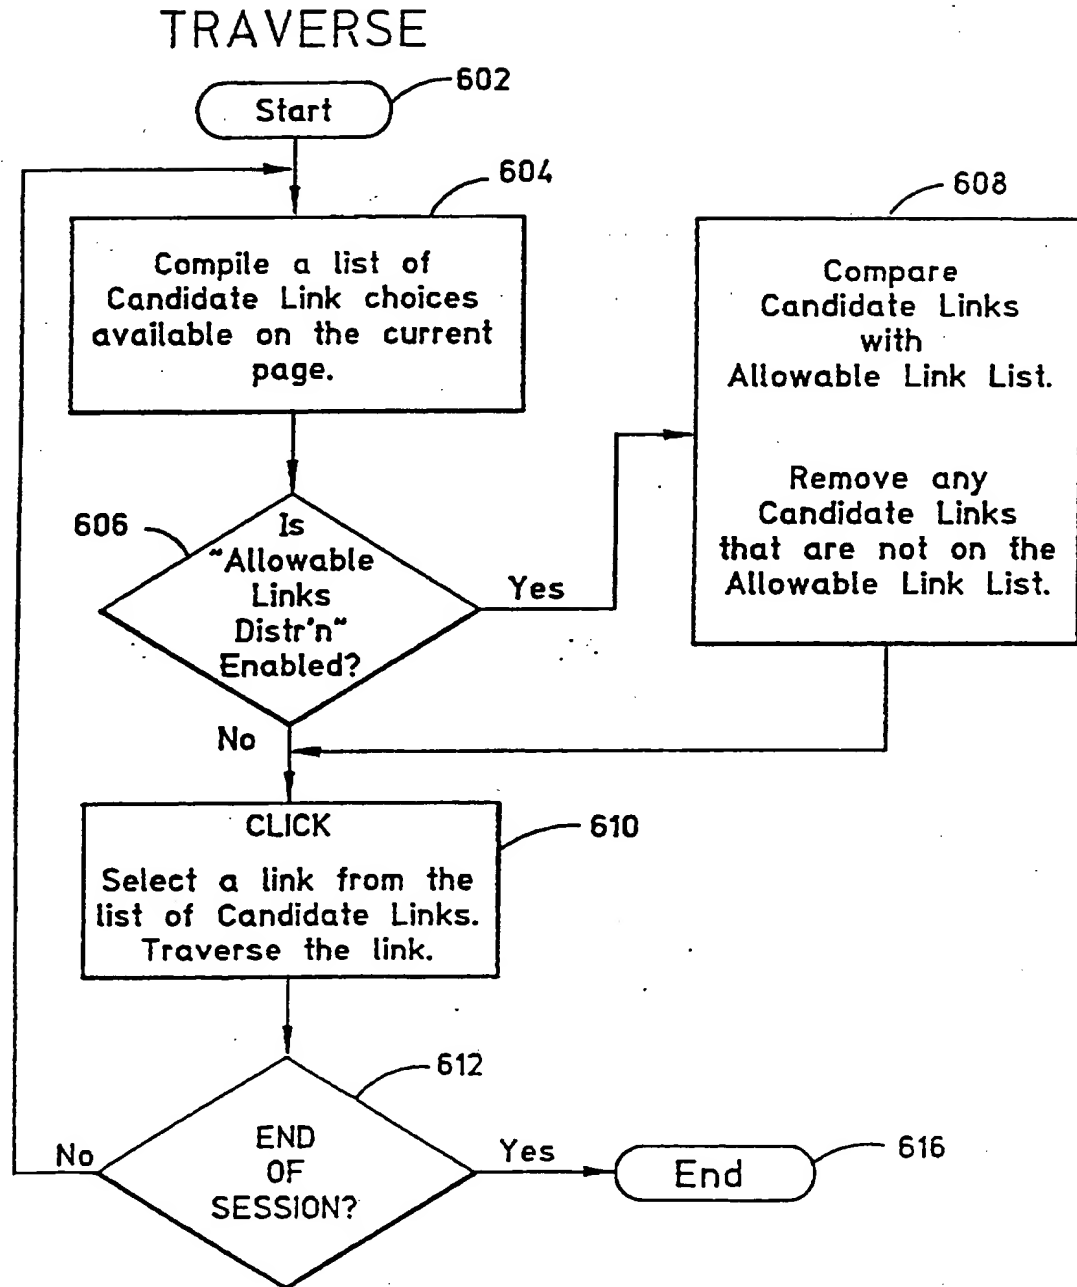 TRAVERSE
602
Start
604
Compile a list of
Candidate Link choices
available on the current
page.
608
Compare
Candidate Links
with
Allowable Link List.
Remove any
Candidate Links
that are not on the
Allowable Link List.
606
Is
"Allowable
Links
Distr'n"
Enabled?
Yes
No
610
CLICK
Select a link from the
list of Candidate Links.
Traverse the link.
612
END
OF
SESSION?
No
Yes
End
616